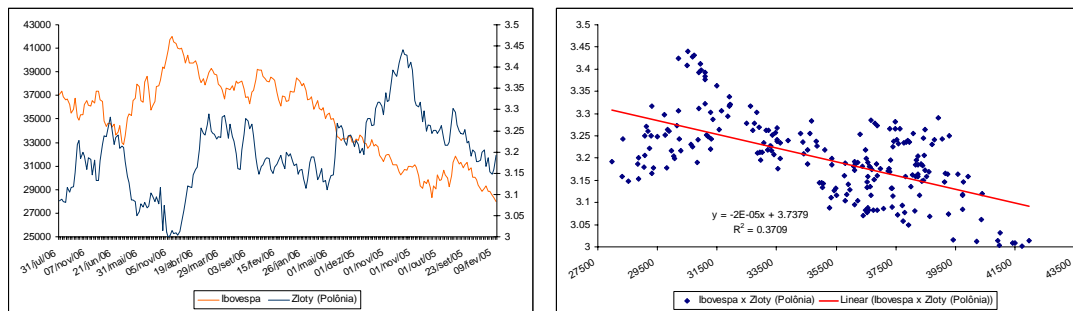 43000
41000
39000
37000
35000
33000
31000
29000
27000
25000
3.5
3.45
3.4
3.35
3.3
3.25
3.2
3.15
3.1
3.05
3
31/jul/06
07/nov/06
21/jun/06
31/mai/06
05/nov/06
19/abr/06
29/mar/06
03/set/06
15/fev/06
26/jan/06
01/mai/06
01/dez/05
01/nov/05
01/nov/05
01/out/05
23/set/05
09/fev/05
Ibovespa Zloty (Polônia)
3.5
3.45
3.4
3.35
3.3
3.25
3.2
3.15
3.1
3.05
3
y = -2E-05x + 3.7379
R² = 0.3709
27500 29500 31500 33500 35500 37500 39500 41500 43500
Ibovespa x Zloty (Polônia) Linear (Ibovespa x Zloty (Polônia))